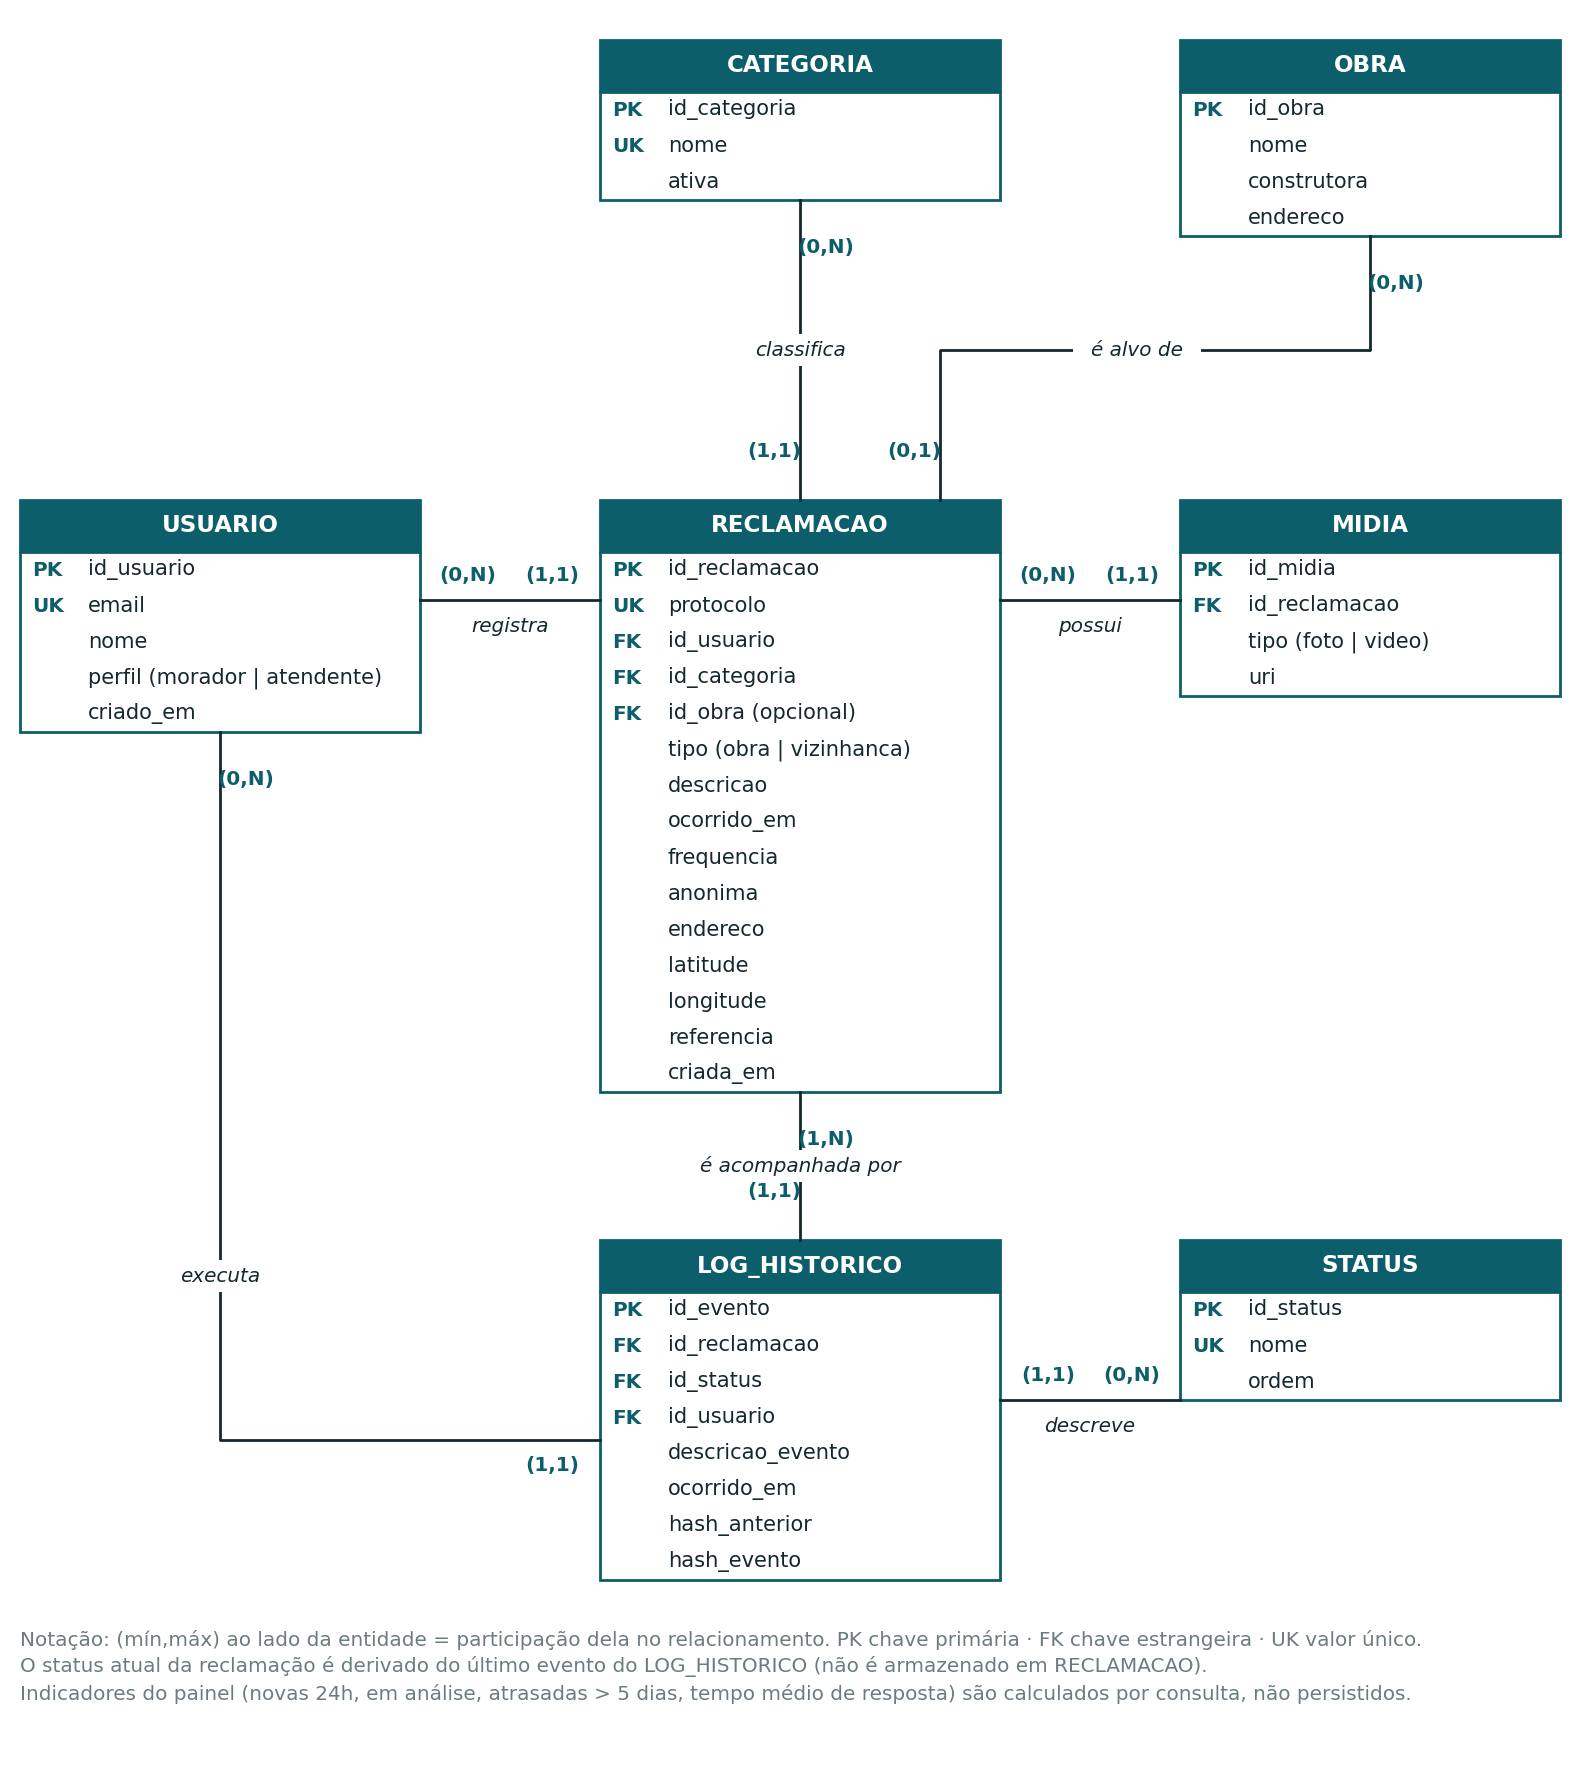 CATEGORIA
PK id_categoria
UK nome
ativa
OBRA
PK id_obra
nome
construtora
endereco
(0,N)
(0,N)
classifica
é alvo de
(1,1)
(0,1)
USUARIO
PK id_usuario
UK email
nome
perfil (morador | atendente)
criado_em
(0,N) (1,1)
registra
RECLAMACAO
PK id_reclamacao
UK protocolo
FK id_usuario
FK id_categoria
FK id_obra (opcional)
tipo (obra | vizinhanca)
descricao
ocorrido_em
frequencia
anonima
endereco
latitude
longitude
referencia
criada_em
(0,N) (1,1)
possui
MIDIA
PK id_midia
FK id_reclamacao
tipo (foto | video)
uri
(0,N)
(1,N)
é acompanhada por
(1,1)
executa
(1,1)
LOG_HISTORICO
PK id_evento
FK id_reclamacao
FK id_status
FK id_usuario
descricao_evento
ocorrido_em
hash_anterior
hash_evento
(1,1) (0,N)
descreve
STATUS
PK id_status
UK nome
ordem
Notação: (mín,máx) ao lado da entidade = participação dela no relacionamento. PK chave primária · FK chave estrangeira · UK valor único.
O status atual da reclamação é derivado do último evento do LOG_HISTORICO (não é armazenado em RECLAMACAO).
Indicadores do painel (novas 24h, em análise, atrasadas > 5 dias, tempo médio de resposta) são calculados por consulta, não persistidos.